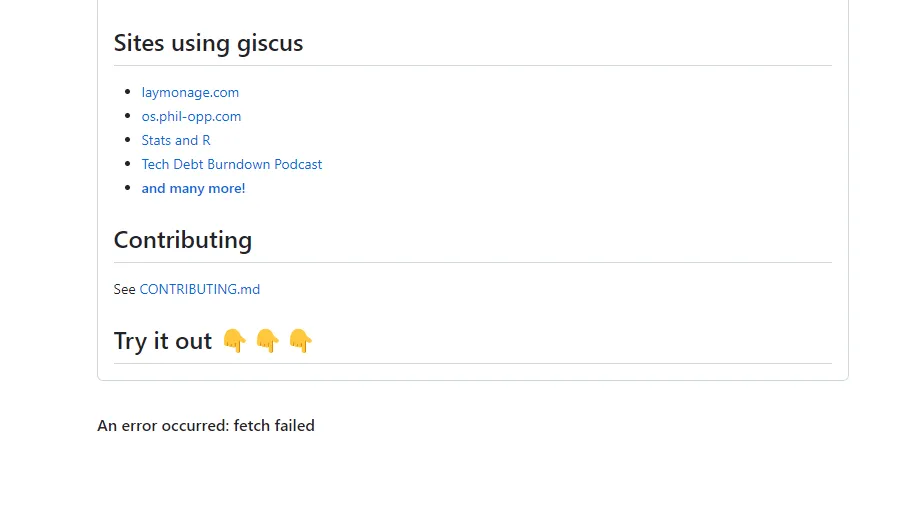 Sites using giscus
laymonage.com
os.phil-opp.com
Stats and R
Tech Debt Burndown Podcast
and many more!
Contributing
See CONTRIBUTING.md
Try it out 👇👇👇
An error occurred: fetch failed